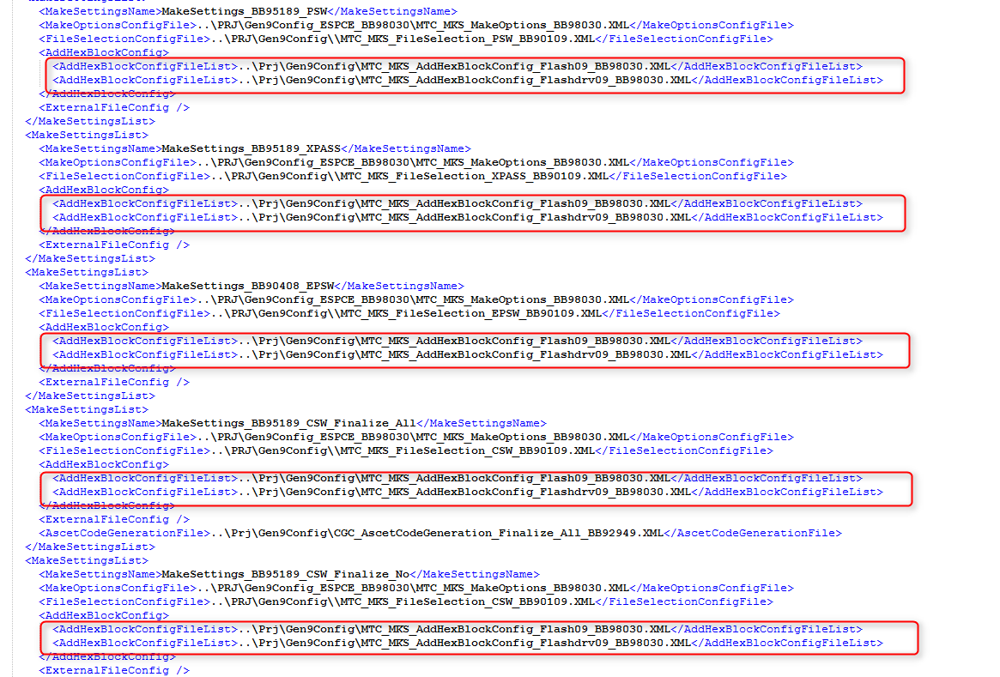 <MakeSettingsName>MakeSettings_BB95189_PSW</MakeSettingsName>
<MakeOptionsConfigFile>..\PRJ\Gen9Config_ESPCE_BB98030\MTC_MKS_MakeOptions_BB98030.XML</MakeOptionsConfigFile>
<FileSelectionConfigFile>..\PRJ\Gen9Config\\MTC_MKS_FileSelection_PSW_BB90109.XML</FileSelectionConfigFile>
<AddHexBlockConfig>
<AddHexBlockConfigFileList>..\Prj\Gen9Config\MTC_MKS_AddHexBlockConfig_Flash09_BB98030.XML</AddHexBlockConfigFileList>
<AddHexBlockConfigFileList>..\Prj\Gen9Config\MTC_MKS_AddHexBlockConfig_Flashdrv09_BB98030.XML</AddHexBlockConfigFileList>
</AddHexBlockConfig>
<ExternalFileConfig />
</MakeSettingsList>
<MakeSettingsList>
<MakeSettingsName>MakeSettings_BB95189_XPASS</MakeSettingsName>
<MakeOptionsConfigFile>..\PRJ\Gen9Config_ESPCE_BB98030\MTC_MKS_MakeOptions_BB98030.XML</MakeOptionsConfigFile>
<FileSelectionConfigFile>..\PRJ\Gen9Config\\MTC_MKS_FileSelection_XPASS_BB90109.XML</FileSelectionConfigFile>
<AddHexBlockConfig>
<AddHexBlockConfigFileList>..\Prj\Gen9Config\MTC_MKS_AddHexBlockConfig_Flash09_BB98030.XML</AddHexBlockConfigFileList>
<AddHexBlockConfigFileList>..\Prj\Gen9Config\MTC_MKS_AddHexBlockConfig_Flashdrv09_BB98030.XML</AddHexBlockConfigFileList>
</AddHexBlockConfig>
<ExternalFileConfig />
</MakeSettingsList>
<MakeSettingsList>
<MakeSettingsName>MakeSettings_BB90408_EPSW</MakeSettingsName>
<MakeOptionsConfigFile>..\PRJ\Gen9Config_ESPCE_BB98030\MTC_MKS_MakeOptions_BB98030.XML</MakeOptionsConfigFile>
<FileSelectionConfigFile>..\PRJ\Gen9Config\\MTC_MKS_FileSelection_EPSW_BB90109.XML</FileSelectionConfigFile>
<AddHexBlockConfig>
<AddHexBlockConfigFileList>..\Prj\Gen9Config\MTC_MKS_AddHexBlockConfig_Flash09_BB98030.XML</AddHexBlockConfigFileList>
<AddHexBlockConfigFileList>..\Prj\Gen9Config\MTC_MKS_AddHexBlockConfig_Flashdrv09_BB98030.XML</AddHexBlockConfigFileList>
</AddHexBlockConfig>
<ExternalFileConfig />
</MakeSettingsList>
<MakeSettingsList>
<MakeSettingsName>MakeSettings_BB95189_CSW_Finalize_All</MakeSettingsName>
<MakeOptionsConfigFile>..\PRJ\Gen9Config_ESPCE_BB98030\MTC_MKS_MakeOptions_BB98030.XML</MakeOptionsConfigFile>
<FileSelectionConfigFile>..\PRJ\Gen9Config\\MTC_MKS_FileSelection_CSW_BB90109.XML</FileSelectionConfigFile>
<AddHexBlockConfig>
<AddHexBlockConfigFileList>..\Prj\Gen9Config\MTC_MKS_AddHexBlockConfig_Flash09_BB98030.XML</AddHexBlockConfigFileList>
<AddHexBlockConfigFileList>..\Prj\Gen9Config\MTC_MKS_AddHexBlockConfig_Flashdrv09_BB98030.XML</AddHexBlockConfigFileList>
</AddHexBlockConfig>
<ExternalFileConfig />
<AscetCodeGenerationFile>..\Prj\Gen9Config\CGC_AscetCodeGeneration_Finalize_All_BB92949.XML</AscetCodeGenerationFile>
</MakeSettingsList>
<MakeSettingsList>
<MakeSettingsName>MakeSettings_BB95189_CSW_Finalize_No</MakeSettingsName>
<MakeOptionsConfigFile>..\PRJ\Gen9Config_ESPCE_BB98030\MTC_MKS_MakeOptions_BB98030.XML</MakeOptionsConfigFile>
<FileSelectionConfigFile>..\PRJ\Gen9Config\\MTC_MKS_FileSelection_CSW_BB90109.XML</FileSelectionConfigFile>
<AddHexBlockConfig>
<AddHexBlockConfigFileList>..\Prj\Gen9Config\MTC_MKS_AddHexBlockConfig_Flash09_BB98030.XML</AddHexBlockConfigFileList>
<AddHexBlockConfigFileList>..\Prj\Gen9Config\MTC_MKS_AddHexBlockConfig_Flashdrv09_BB98030.XML</AddHexBlockConfigFileList>
</AddHexBlockConfig>
<ExternalFileConfig />